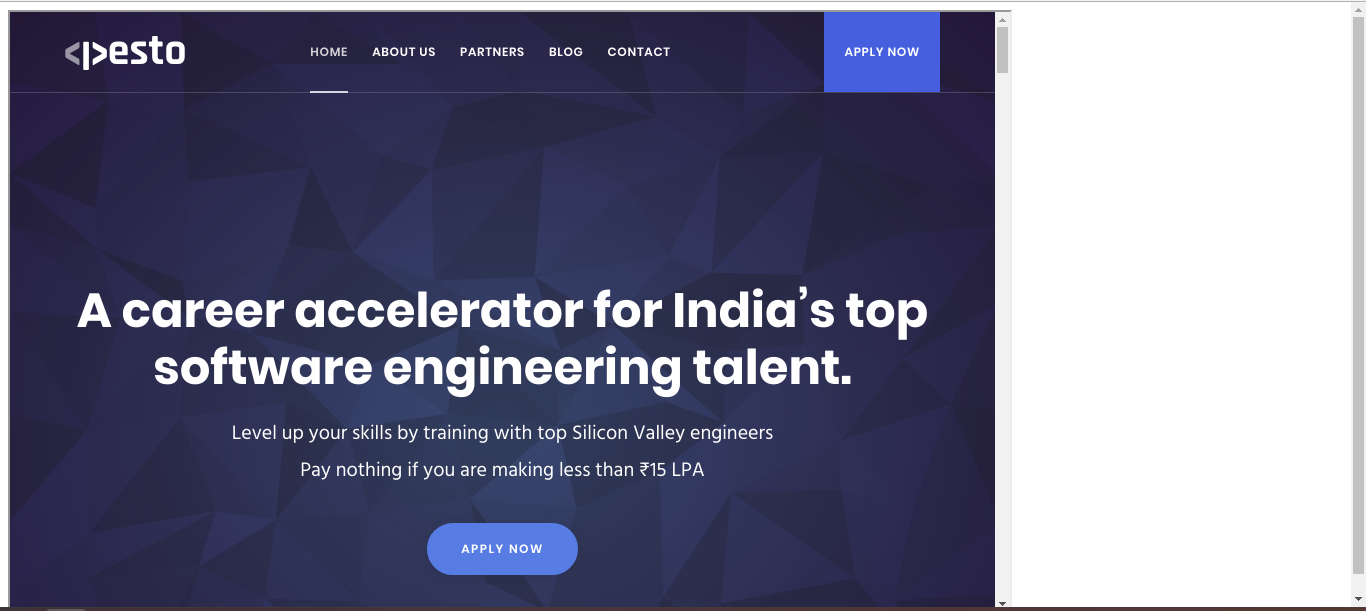 <|>esto
HOME ABOUT US PARTNERS BLOG CONTACT APPLY NOW
A career accelerator for India’s top
software engineering talent.
Level up your skills by training with top Silicon Valley engineers
Pay nothing if you are making less than ₹15 LPA
APPLY NOW